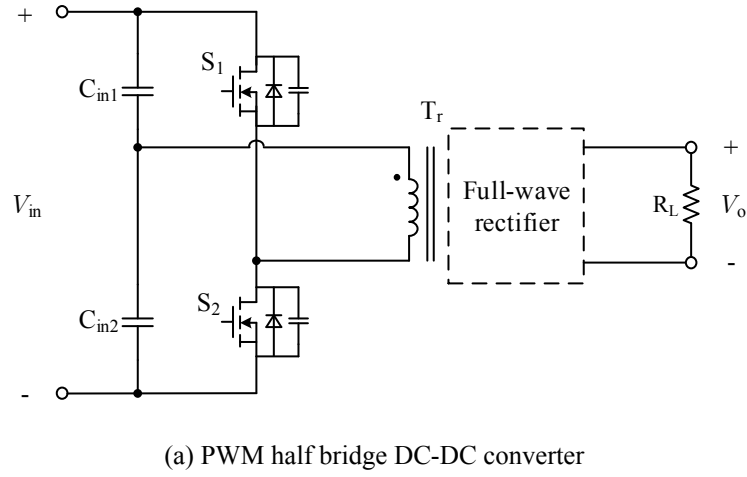 +
S1
Cin1
Tr
+
Vin
Full-wave
rectifier
RL
Vo
-
S2
Cin2
-
(a) PWM half bridge DC-DC converter